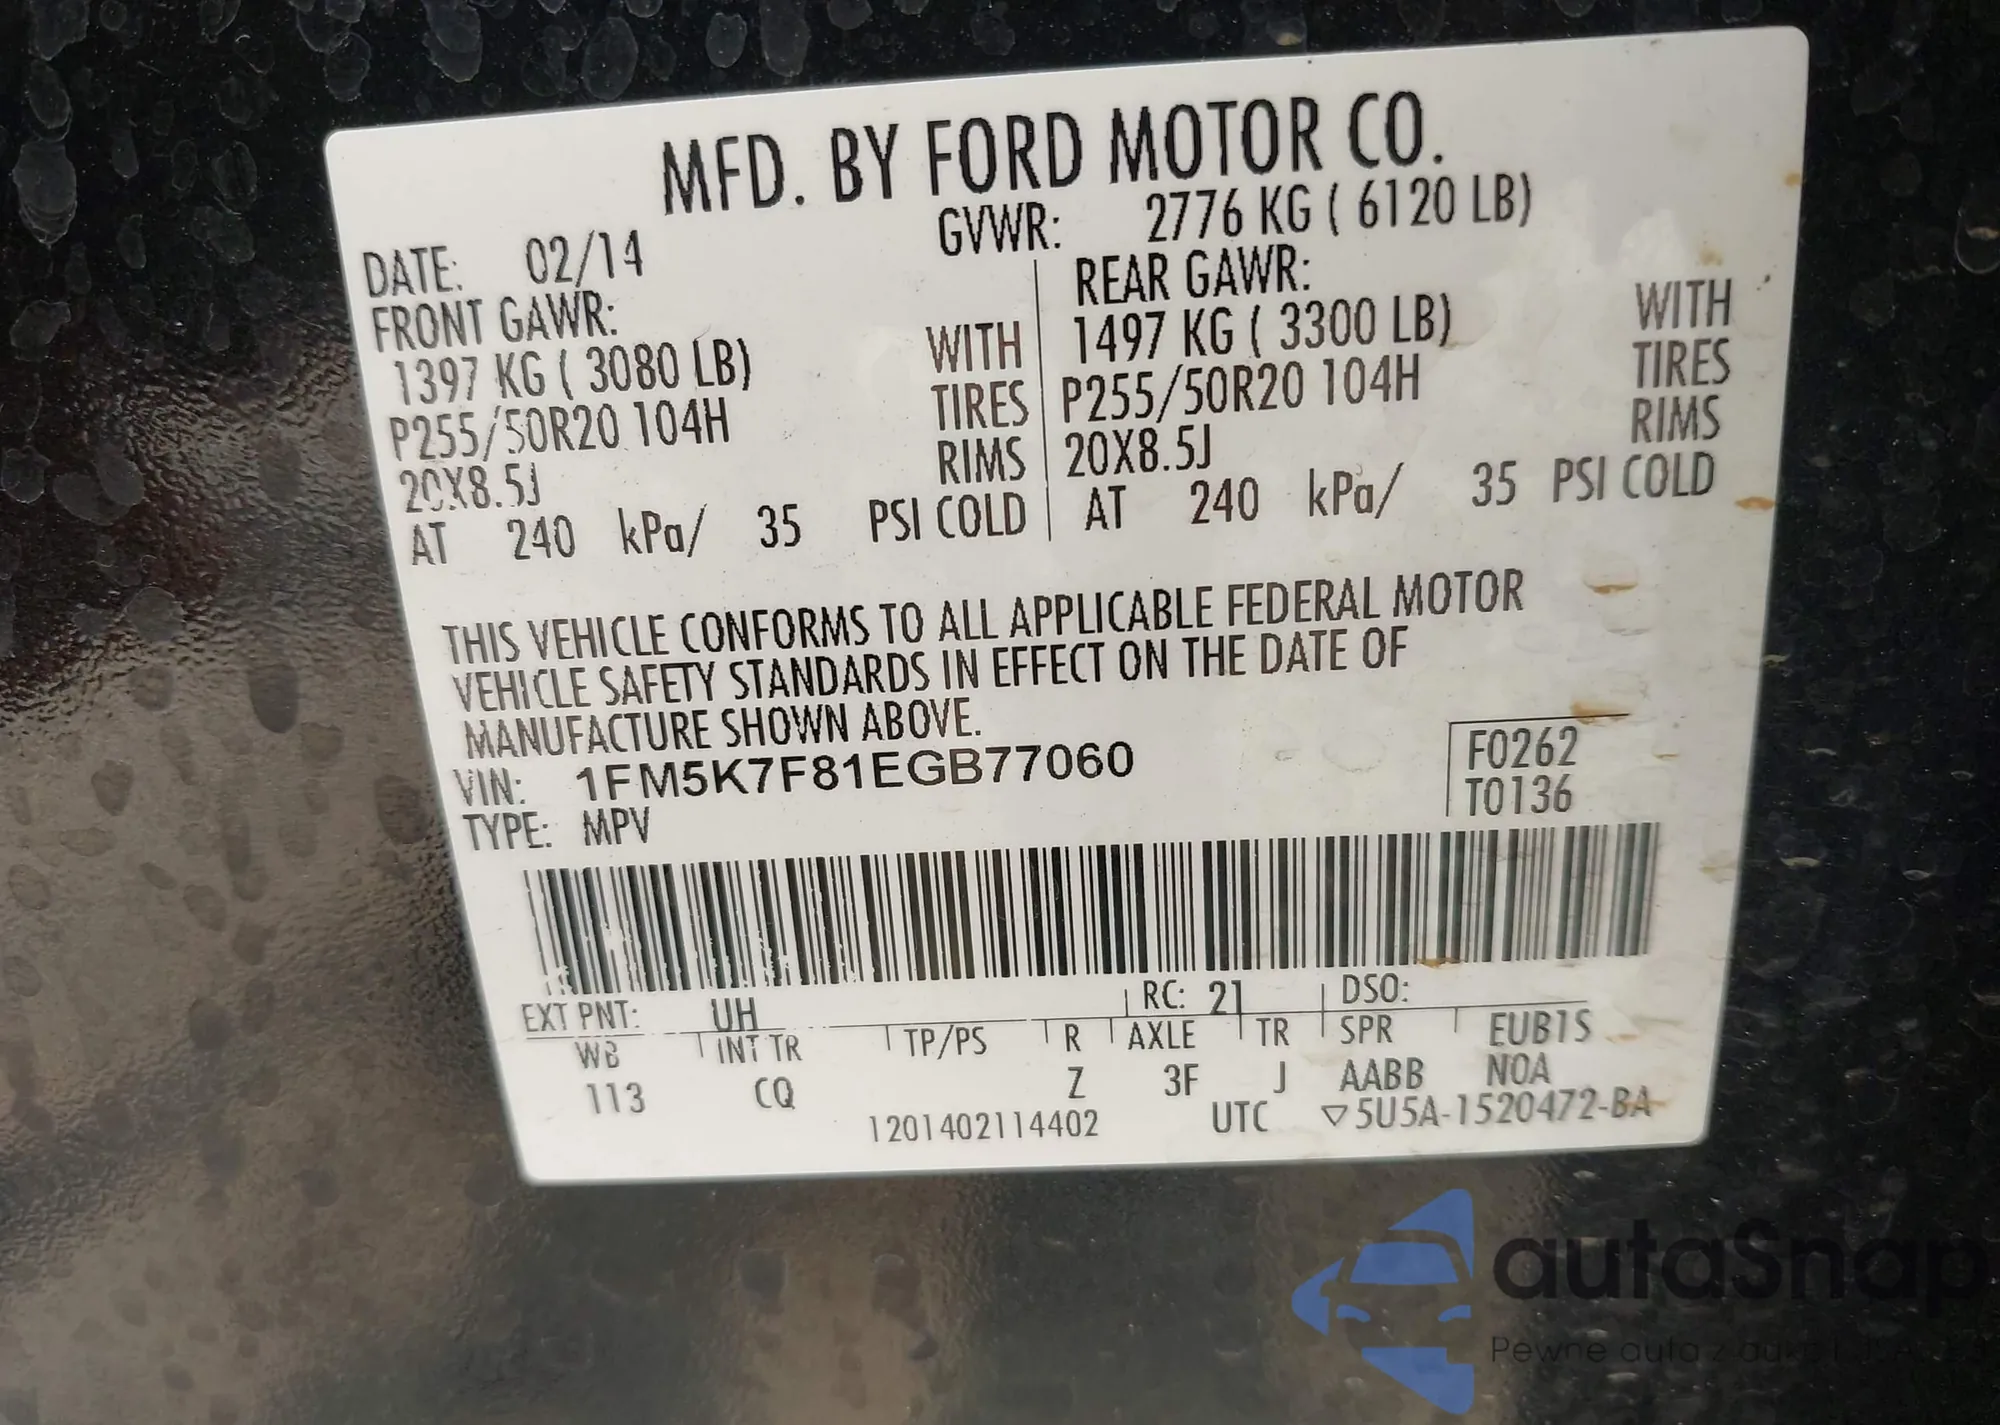 MFD. BY FORD MOTOR CO.
DATE: 02/14 GVWR: 2776 KG ( 6120 LB)
FRONT GAWR: REAR GAWR:
1397 KG ( 3080 LB) WITH 1497 KG ( 3300 LB) WITH
P255/50R20 104H TIRES P255/50R20 104H TIRES
20X8.5J RIMS 20X8.5J RIMS
AT 240 kPa/ 35 PSI COLD AT 240 kPa/ 35 PSI COLD
THIS VEHICLE CONFORMS TO ALL APPLICABLE FEDERAL MOTOR
VEHICLE SAFETY STANDARDS IN EFFECT ON THE DATE OF
MANUFACTURE SHOWN ABOVE.
VIN: 1FM5K7F81EGB77060 F0262
TYPE: MPV T0136
EXT PNT: UH RC: 21 DSO:
WB INT TR TP/PS R AXLE TR SPR EUB1S
113 CQ Z 3F J AABB NOA
1201402114402 UTC ▽5U5A-1520472-BA
autaSnap
Pewne auta z